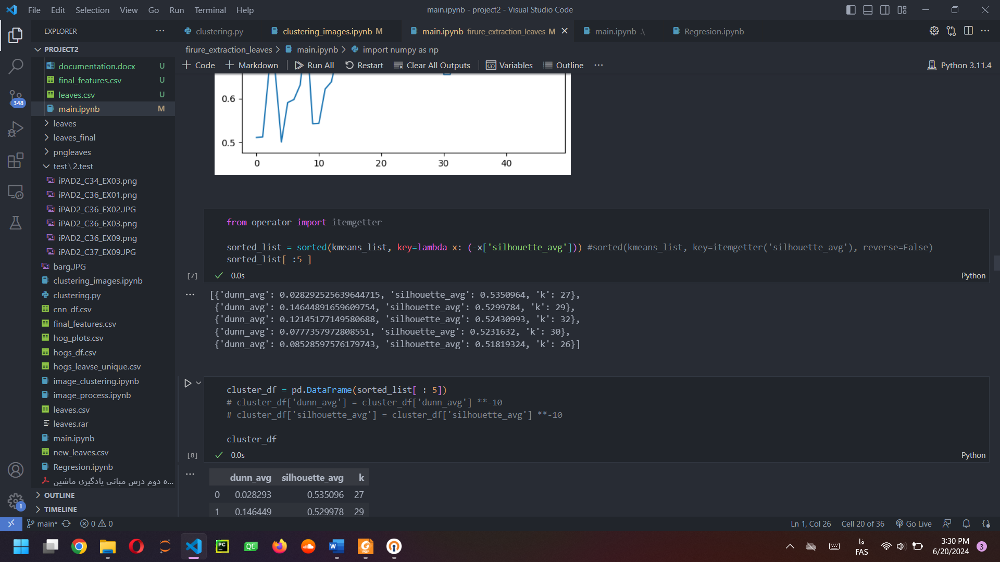 File Edit Selection View Go Run Terminal Help
main.ipynb - project2 - Visual Studio Code
EXPLORER
clustering.py
clustering_images.ipynb M
main.ipynb firure_extraction_leaves M
main.ipynb .\
Regresion.ipynb
PROJECT2
documentation.docx U
final_features.csv U
leaves.csv U
main.ipynb M
leaves
leaves_final
pngleaves
test\2.test
iPAD2_C34_EX03.png
iPAD2_C36_EX01.png
iPAD2_C36_EX02.JPG
iPAD2_C36_EX03.png
iPAD2_C36_EX09.png
iPAD2_C37_EX09.JPG
barg.JPG
clustering_images.ipynb
clustering.py
cnn_df.csv
final_features.csv
hog_plots.csv
hogs_df.csv
hogs_leavse_unique.csv
image_clustering.ipynb
image_process.ipynb
leaves.csv
leaves.rar
main.ipynb
new_leaves.csv
Regresion.ipynb
ه دوم درس مبانی یادگیری ماشین...
OUTLINE
TIMELINE
348
1
firure_extraction_leaves > main.ipynb > import numpy as np
Code Markdown Run All Restart Clear All Outputs Variables Outline
Python 3.11.4
0.6
0.5
0 10 20 30 40
from operator import itemgetter
sorted_list = sorted(kmeans_list, key=lambda x: (-x['silhouette_avg'])) #sorted(kmeans_list, key=itemgetter('silhouette_avg'), reverse=False)
sorted_list[ :5 ]
[7] 0.0s Python
[{'dunn_avg': 0.028292525639644715, 'silhouette_avg': 0.5350964, 'k': 27},
{'dunn_avg': 0.14644891659609754, 'silhouette_avg': 0.5299784, 'k': 29},
{'dunn_avg': 0.12145177149580688, 'silhouette_avg': 0.52430993, 'k': 32},
{'dunn_avg': 0.0777357972808551, 'silhouette_avg': 0.5231632, 'k': 30},
{'dunn_avg': 0.08528597576179743, 'silhouette_avg': 0.51819324, 'k': 26}]
cluster_df = pd.DataFrame(sorted_list[ : 5])
# cluster_df['dunn_avg'] = cluster_df['dunn_avg'] **-10
# cluster_df['silhouette_avg'] = cluster_df['silhouette_avg'] **-10
cluster_df
[8] 0.0s Python
dunn_avg silhouette_avg k
0 0.028293 0.535096 27
1 0.146449 0.529978 29
main* 0 0
Ln 1, Col 26 Cell 20 of 36 Go Live
PC
QC
PDF
فا
FAS
3:30 PM
6/20/2024
3